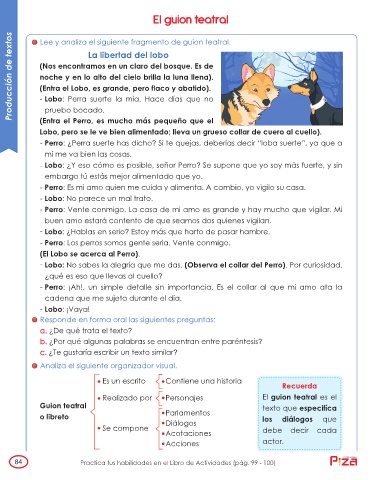 El guion teatral
Producción de textos
Lee y analiza el siguiente fragmento de guion teatral.
La libertad del lobo
(Nos encontramos en un claro del bosque. Es de
noche y en lo alto del cielo brilla la luna llena).
(Entra el Lobo, es grande, pero flaco y abatido).
- Lobo: Perra suerte la mía. Hace días que no
pruebo bocado.
(Entra el Perro, es mucho más pequeño que el
Lobo, pero se le ve bien alimentado; lleva un grueso collar de cuero al cuello).
- Perro: ¿Perra suerte has dicho? Si te quejas, deberías decir “loba suerte”, ya que a
mi me va bien las cosas.
- Lobo: ¿Y eso cómo es posible, señor Perro? Se supone que yo soy más fuerte, y sin
embargo tú estás mejor alimentado que yo.
- Perro: Es mi amo quien me cuida y alimenta. A cambio, yo vigilo su casa.
- Lobo: No parece un mal trato.
- Perro: Vente conmigo. La casa de mi amo es grande y hay mucho que vigilar. Mi
buen amo estará contento de que seamos dos quienes vigilan.
- Lobo: ¿Hablas en serio? Estoy más que harto de pasar hambre.
- Perro: Los perros somos gente seria. Vente conmigo.
(El Lobo se acerca al Perro).
- Lobo: No sabes la alegría que me das. (Observa el collar del Perro). Por curiosidad,
¿qué es eso que llevas al cuello?
- Perro: ¡Ah!, un simple detalle sin importancia. Es el collar al que mi amo ata la
cadena que me sujeta durante el día.
- Lobo: ¡Vaya!
Responde en forma oral las siguientes preguntas:
a. ¿De qué trata el texto?
b. ¿Por qué algunas palabras se encuentran entre paréntesis?
c. ¿Te gustaría escribir un texto similar?
Analiza el siguiente organizador visual.
Guion teatral
o libreto
• Es un escrito
• Contiene una historia
• Realizado por
• Personajes
• Se compone
• Parlamentos
• Diálogos
• Acotaciones
• Acciones
Recuerda
El guion teatral es el
texto que especifica
los diálogos que
debe decir cada
actor.
84
Practica tus habilidades en el Libro de Actividades (pág. 99 - 100)
Piza